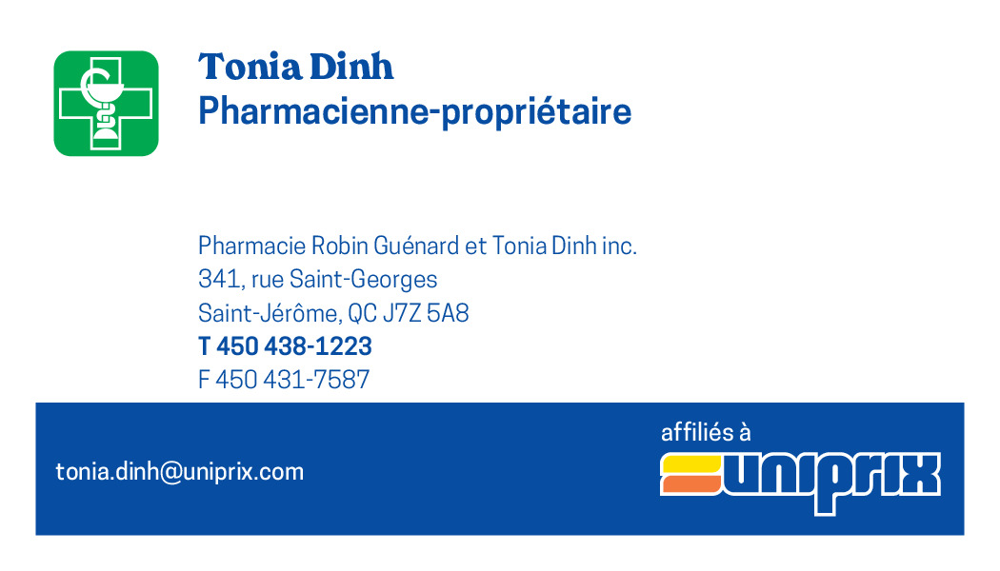 Tonia Dinh
Pharmacienne-propriétaire
Pharmacie Robin Guénard et Tonia Dinh inc.
341, rue Saint-Georges
Saint-Jérôme, QC J7Z 5A8
T 450 438-1223
F 450 431-7587
affiliés à
tonia.dinh@uniprix.com
uniprix